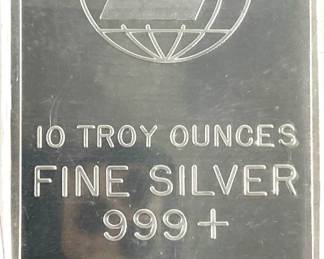 10 TROY OUNCES
FINE SILVER
999+